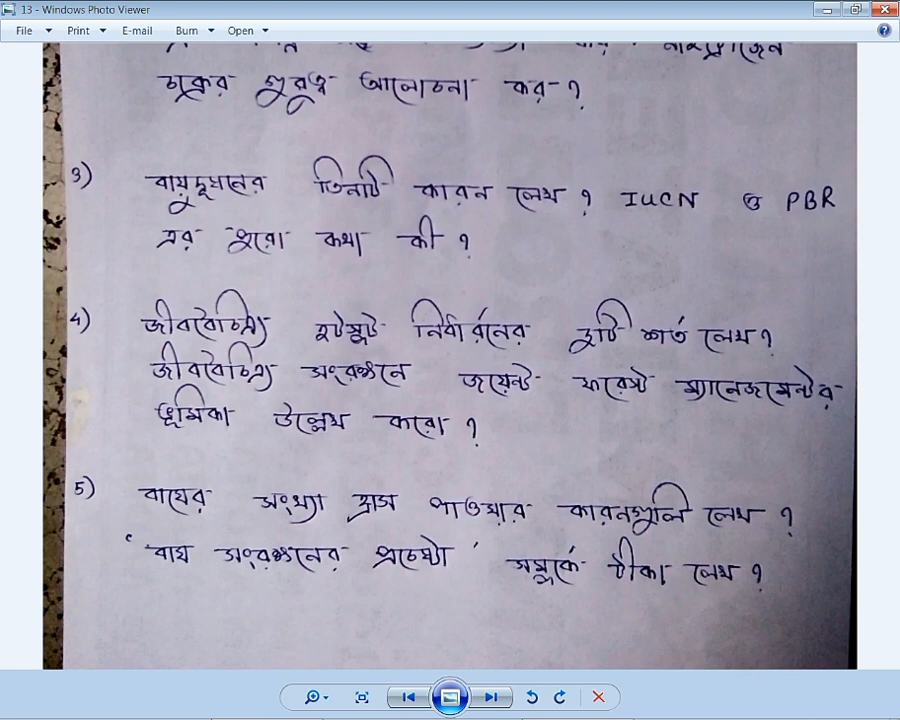 13 - Windows Photo Viewer
File Print E-mail Burn Open
চক্রের গুরুত্ব আলোচনা কর ?
3) বায়ুদূষনের তিনটি কারন লেখ ? IUCN ও PBR
এর পুরো কথা কী ?
4) জীববৈচিত্র্য হটস্পট নির্বারনের দুটি শর্ত লেখ ?
জীববৈচিত্র্য সংরক্ষনে জয়েন্ট ফরেস্ট ম্যানেজমেন্টের
ভূমিকা উল্লেখ করো ?
5) বাঘের সংখ্যা হ্রাস পাওয়ার কারনগুলি লেখ ?
' বাঘ সংরক্ষনের প্রচেষ্টা ' সম্পর্কে টীকা লেখ ?